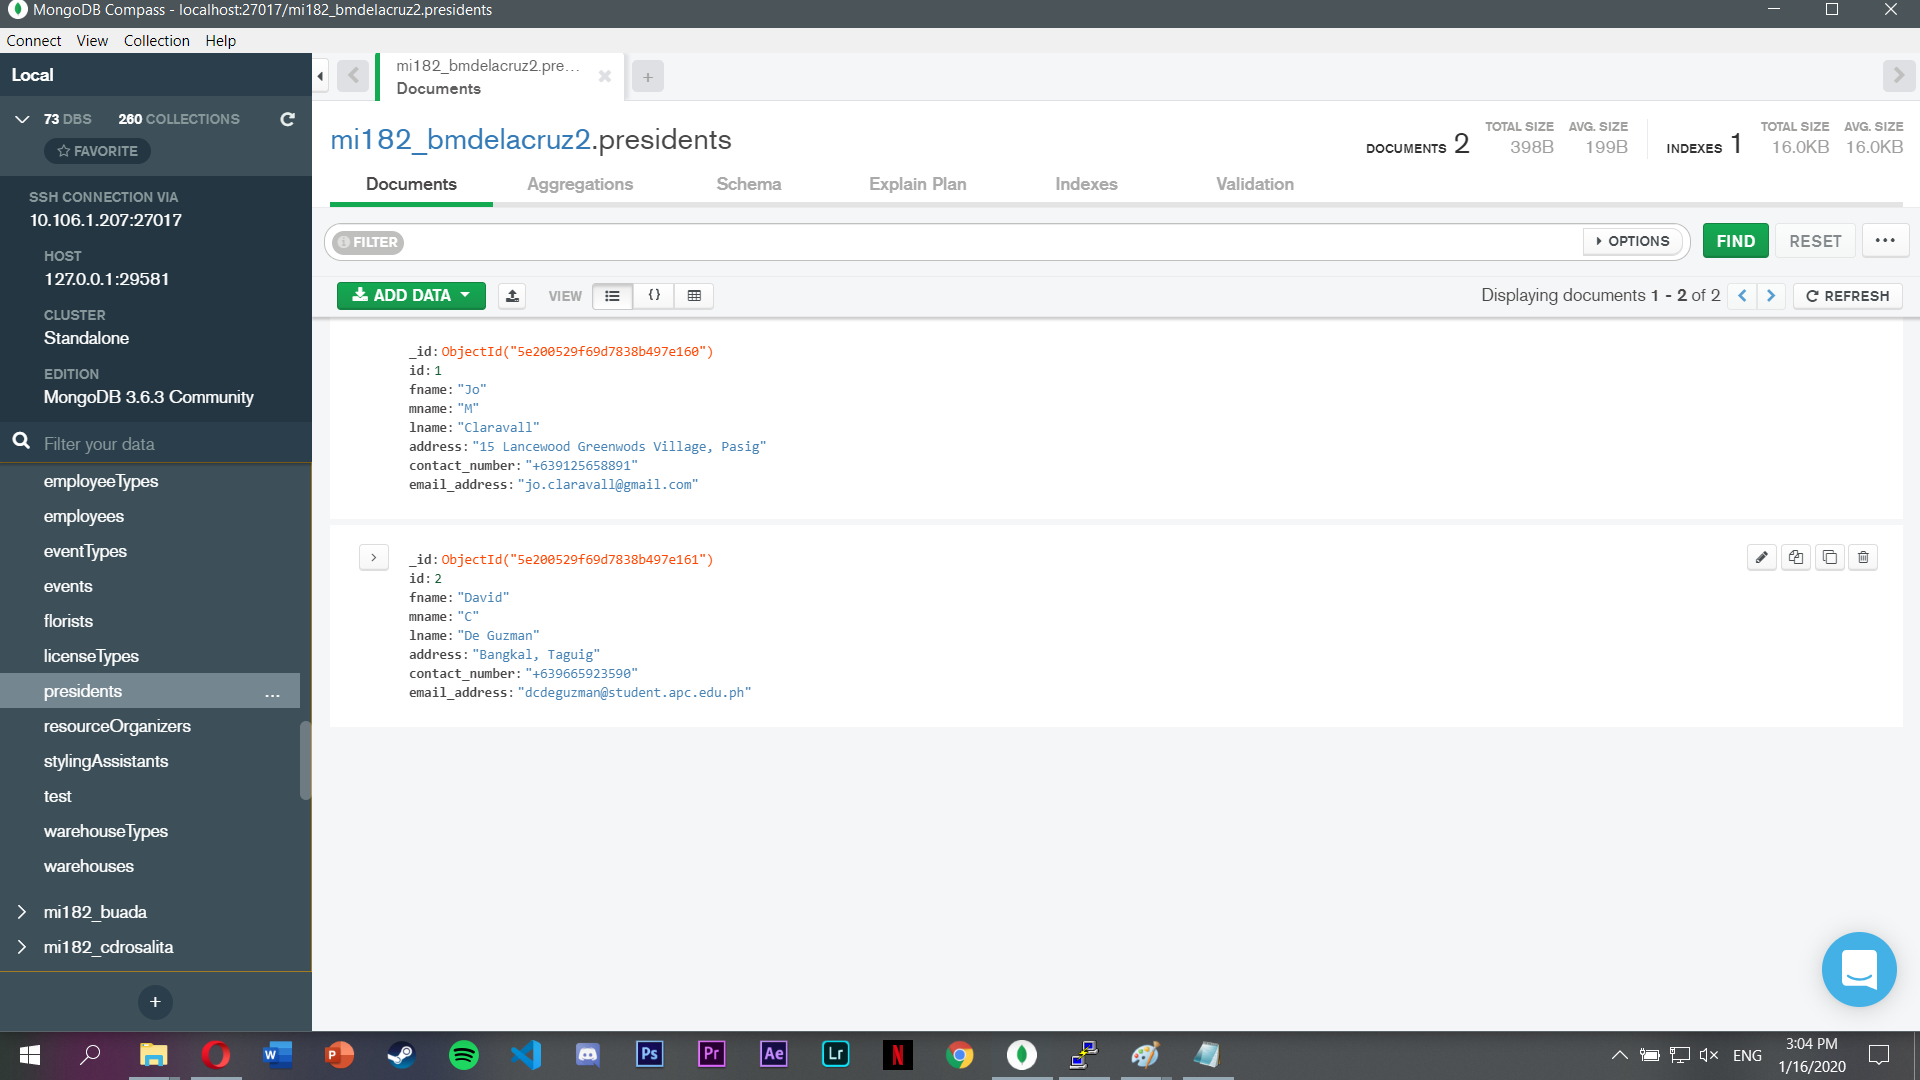 MongoDB Compass - localhost:27017/mi182_bmdelacruz2.presidents
Connect View Collection Help
Local
73 DBS 260 COLLECTIONS
FAVORITE
SSH CONNECTION VIA
10.106.1.207:27017
HOST
127.0.0.1:29581
CLUSTER
Standalone
EDITION
MongoDB 3.6.3 Community
Filter your data
employeeTypes
employees
eventTypes
events
florists
licenseTypes
presidents ...
resourceOrganizers
stylingAssistants
test
warehouseTypes
warehouses
mi182_buada
mi182_cdrosalita
+
mi182_bmdelacruz2.pre...
Documents
+
mi182_bmdelacruz2.presidents
DOCUMENTS 2
TOTAL SIZE
398B
AVG. SIZE
199B
INDEXES 1
TOTAL SIZE
16.0KB
AVG. SIZE
16.0KB
Documents Aggregations Schema Explain Plan Indexes Validation
FILTER OPTIONS FIND RESET ...
ADD DATA VIEW {} Displaying documents 1 - 2 of 2 REFRESH
_id: ObjectId("5e200529f69d7838b497e160")
id: 1
fname: "Jo"
mname: "M"
lname: "Claravall"
address: "15 Lancewood Greenwods Village, Pasig"
contact_number: "+639125658891"
email_address: "jo.claravall@gmail.com"
_id: ObjectId("5e200529f69d7838b497e161")
id: 2
fname: "David"
mname: "C"
lname: "De Guzman"
address: "Bangkal, Taguig"
contact_number: "+639665923590"
email_address: "dcdeguzman@student.apc.edu.ph"
W P Ps Pr Ae Lr N
ENG
3:04 PM
1/16/2020